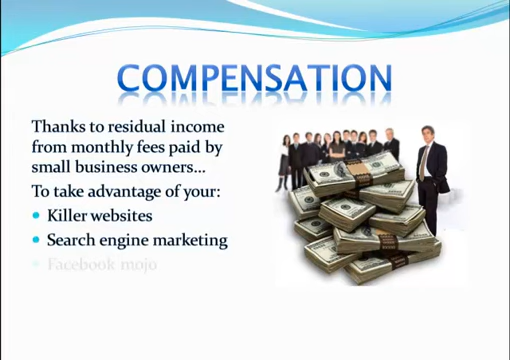 COMPENSATION
Thanks to residual income
from monthly fees paid by
small business owners...
To take advantage of your:
Killer websites
Search engine marketing
Facebook mojo